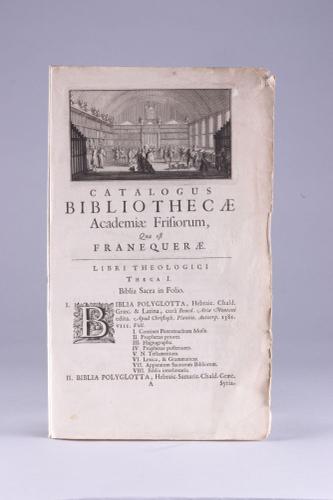 CATALOGUS
BIBLIOTHECÆ
Academiæ Frisiorum,
Quæ est
FRANEQUERÆ.
LIBRI THEOLOGICI
THECA I.
Biblia Sacra in Folio.
I. BIBLIA POLYGLOTTA, Hebraic. Chald.
Græc. & Latina, curâ Bened. Ariæ Montani
edita. Apud Christoph. Plantin. Antuerp. 1580.
VIII. Voll.
I. Continet Pentateuchum Mosis.
II. Prophetas priores.
III. Hagiographa.
IV. Prophetas posteriores.
V. N. Testamentum.
VI. Lexica, & Grammaticas.
VII. Apparatum Sacrorum Bibliorum.
VIII. Biblia interlinearia.
II. BIBLIA POLYGLOTTA, Hebraic. Samarit. Chald. Græc.
A Syria.